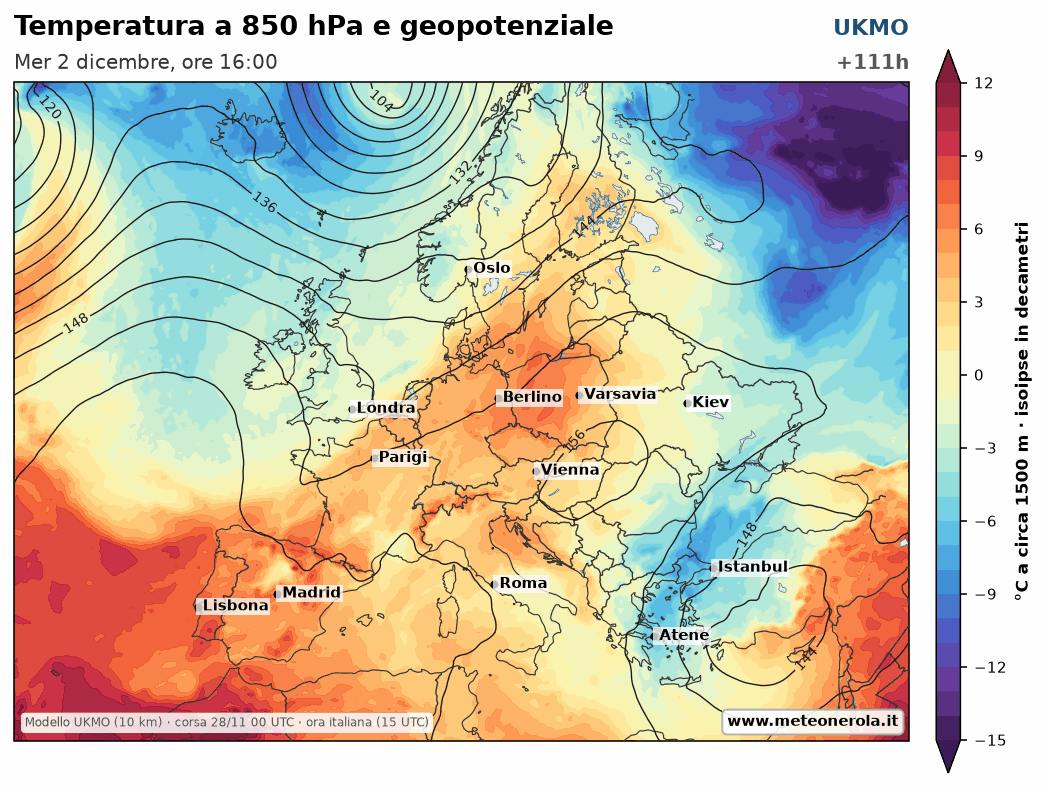 Temperatura a 850 hPa e geopotenziale
UKMO
Mer 2 dicembre, ore 16:00
+111h
120
104
132
136
144
148
Oslo
Londra
Berlino
Varsavia
Kiev
Parigi
156
Vienna
148
Istanbul
Roma
Madrid
Lisbona
Atene
144
Modello UKMO (10 km) · corsa 28/11 00 UTC · ora italiana (15 UTC)
www.meteonerola.it
12
9
6
3
0
−3
−6
−9
−12
−15
°C a circa 1500 m · isoipse in decametri